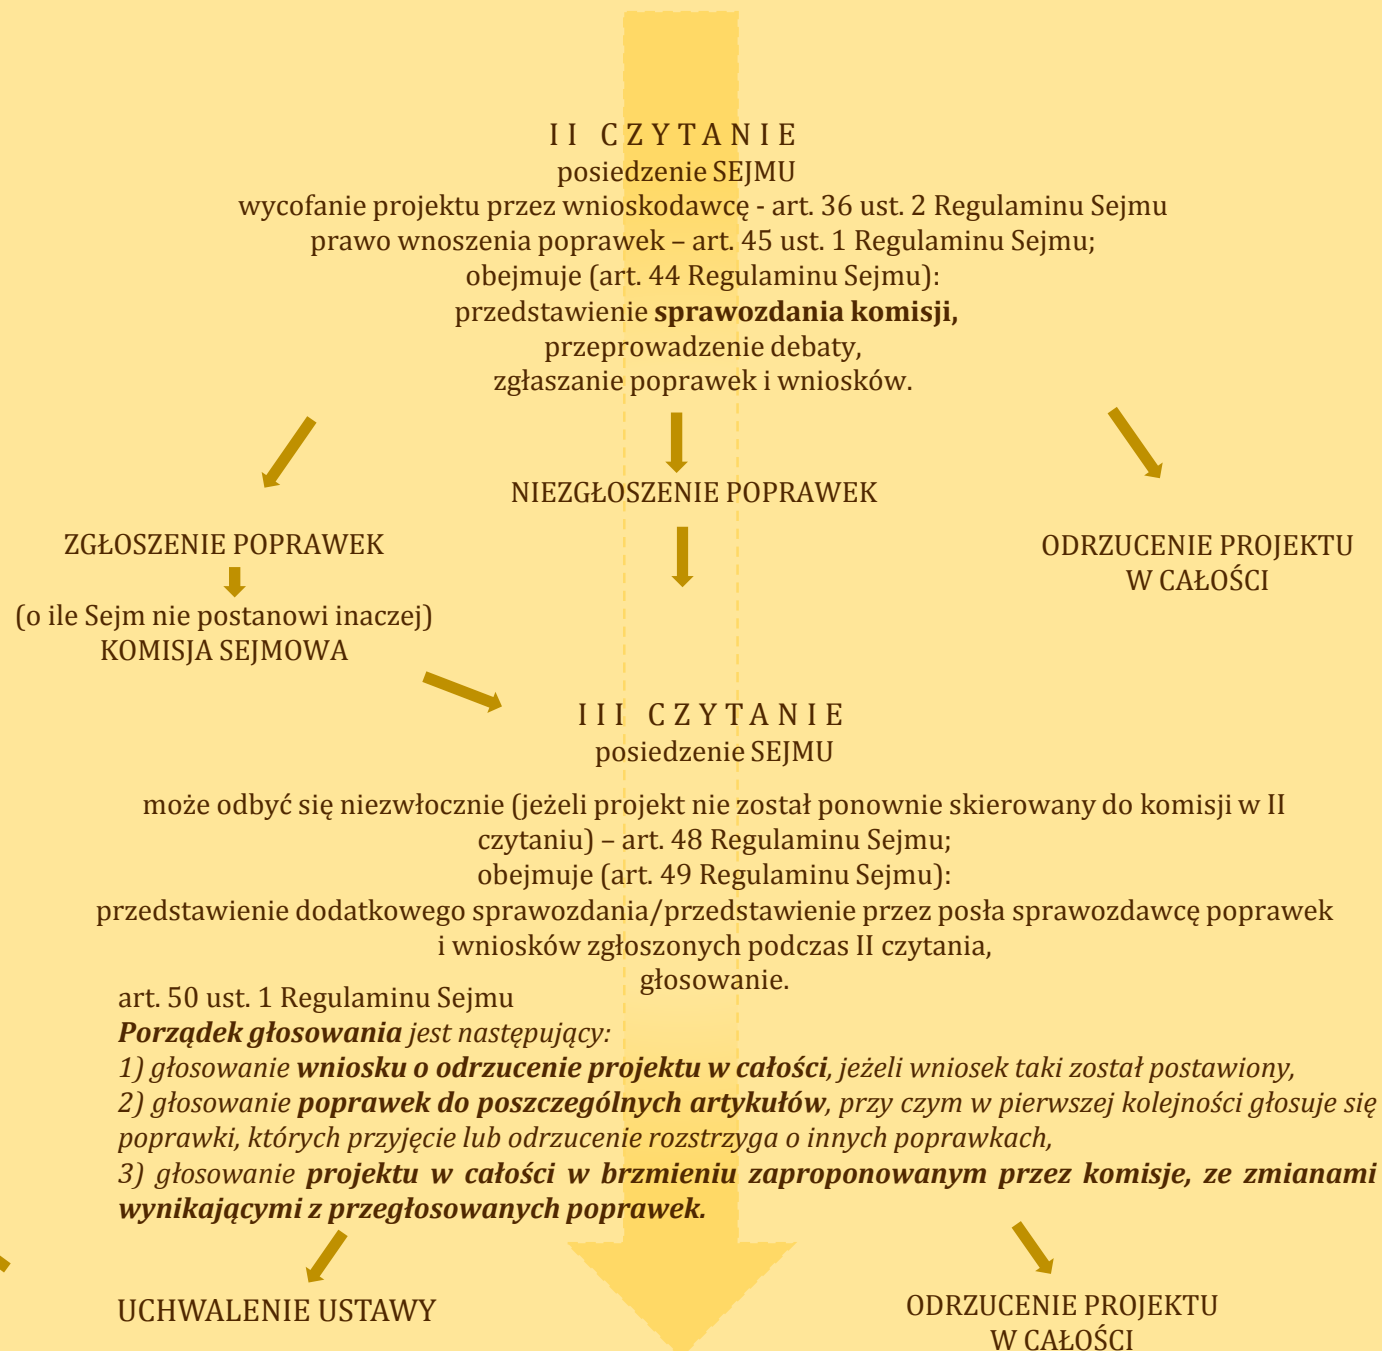 II CZYTANIE
posiedzenie SEJMU
wycofanie projektu przez wnioskodawcę - art. 36 ust. 2 Regulaminu Sejmu
prawo wnoszenia poprawek – art. 45 ust. 1 Regulaminu Sejmu;
obejmuje (art. 44 Regulaminu Sejmu):
przedstawienie sprawozdania komisji,
przeprowadzenie debaty,
zgłaszanie poprawek i wniosków.
NIEZGŁOSZENIE POPRAWEK
ZGŁOSZENIE POPRAWEK
(o ile Sejm nie postanowi inaczej)
KOMISJA SEJMOWA
ODRZUCENIE PROJEKTU
W CAŁOŚCI
III CZYTANIE
posiedzenie SEJMU
może odbyć się niezwłocznie (jeżeli projekt nie został ponownie skierowany do komisji w II
czytaniu) – art. 48 Regulaminu Sejmu;
obejmuje (art. 49 Regulaminu Sejmu):
przedstawienie dodatkowego sprawozdania/przedstawienie przez posła sprawozdawcę poprawek
i wniosków zgłoszonych podczas II czytania,
głosowanie.
art. 50 ust. 1 Regulaminu Sejmu
Porządek głosowania jest następujący:
1) głosowanie wniosku o odrzucenie projektu w całości, jeżeli wniosek taki został postawiony,
2) głosowanie poprawek do poszczególnych artykułów, przy czym w pierwszej kolejności głosuje się
poprawki, których przyjęcie lub odrzucenie rozstrzyga o innych poprawkach,
3) głosowanie projektu w całości w brzmieniu zaproponowanym przez komisje, ze zmianami
wynikającymi z przegłosowanych poprawek.
UCHWALENIE USTAWY
ODRZUCENIE PROJEKTU
W CAŁOŚCI